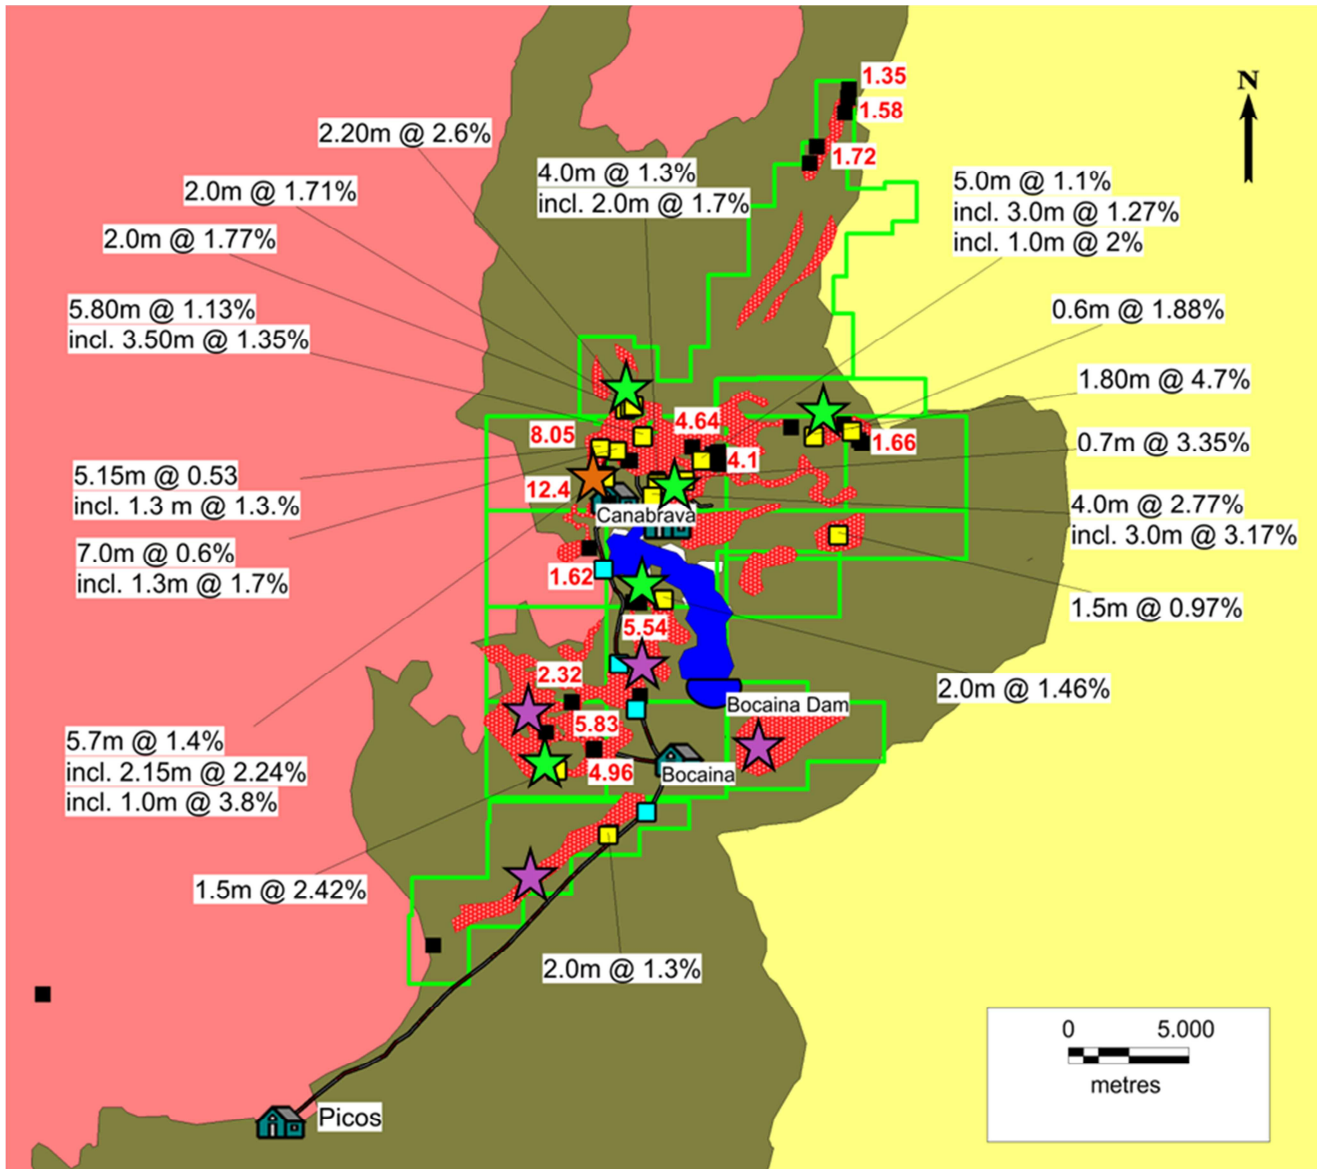 1.35
N
1.58
2.20m @ 2.6%
1.72
4.0m @ 1.3%
incl. 2.0m @ 1.7%
5.0m @ 1.1%
incl. 3.0m @ 1.27%
incl. 1.0m @ 2%
2.0m @ 1.71%
2.0m @ 1.77%
5.80m @ 1.13%
incl. 3.50m @ 1.35%
0.6m @ 1.88%
1.80m @ 4.7%
4.64
8.05
1.66
0.7m @ 3.35%
4.1
5.15m @ 0.53
incl. 1.3 m @ 1.3.%
12.4
4.0m @ 2.77%
incl. 3.0m @ 3.17%
Canabrava
7.0m @ 0.6%
incl. 1.3m @ 1.7%
1.62
1.5m @ 0.97%
5.54
2.32
2.0m @ 1.46%
Bocaina Dam
5.83
5.7m @ 1.4%
incl. 2.15m @ 2.24%
incl. 1.0m @ 3.8%
4.96
Bocaina
1.5m @ 2.42%
2.0m @ 1.3%
0 5.000
metres
Picos